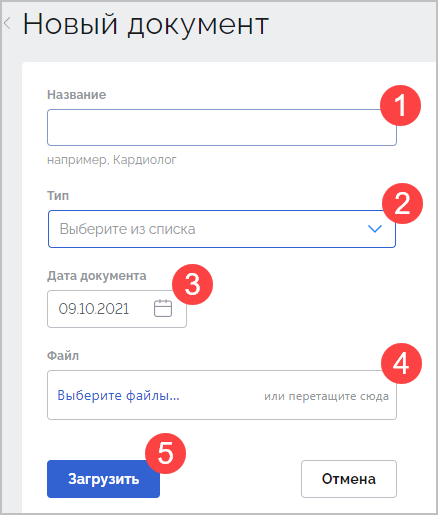 Новый документ
Название
1
например, Кардиолог
Тип
2
Выберите из списка
Дата документа
3
09.10.2021
Файл
4
Выберите файлы... или перетащите сюда
5
Загрузить Отмена